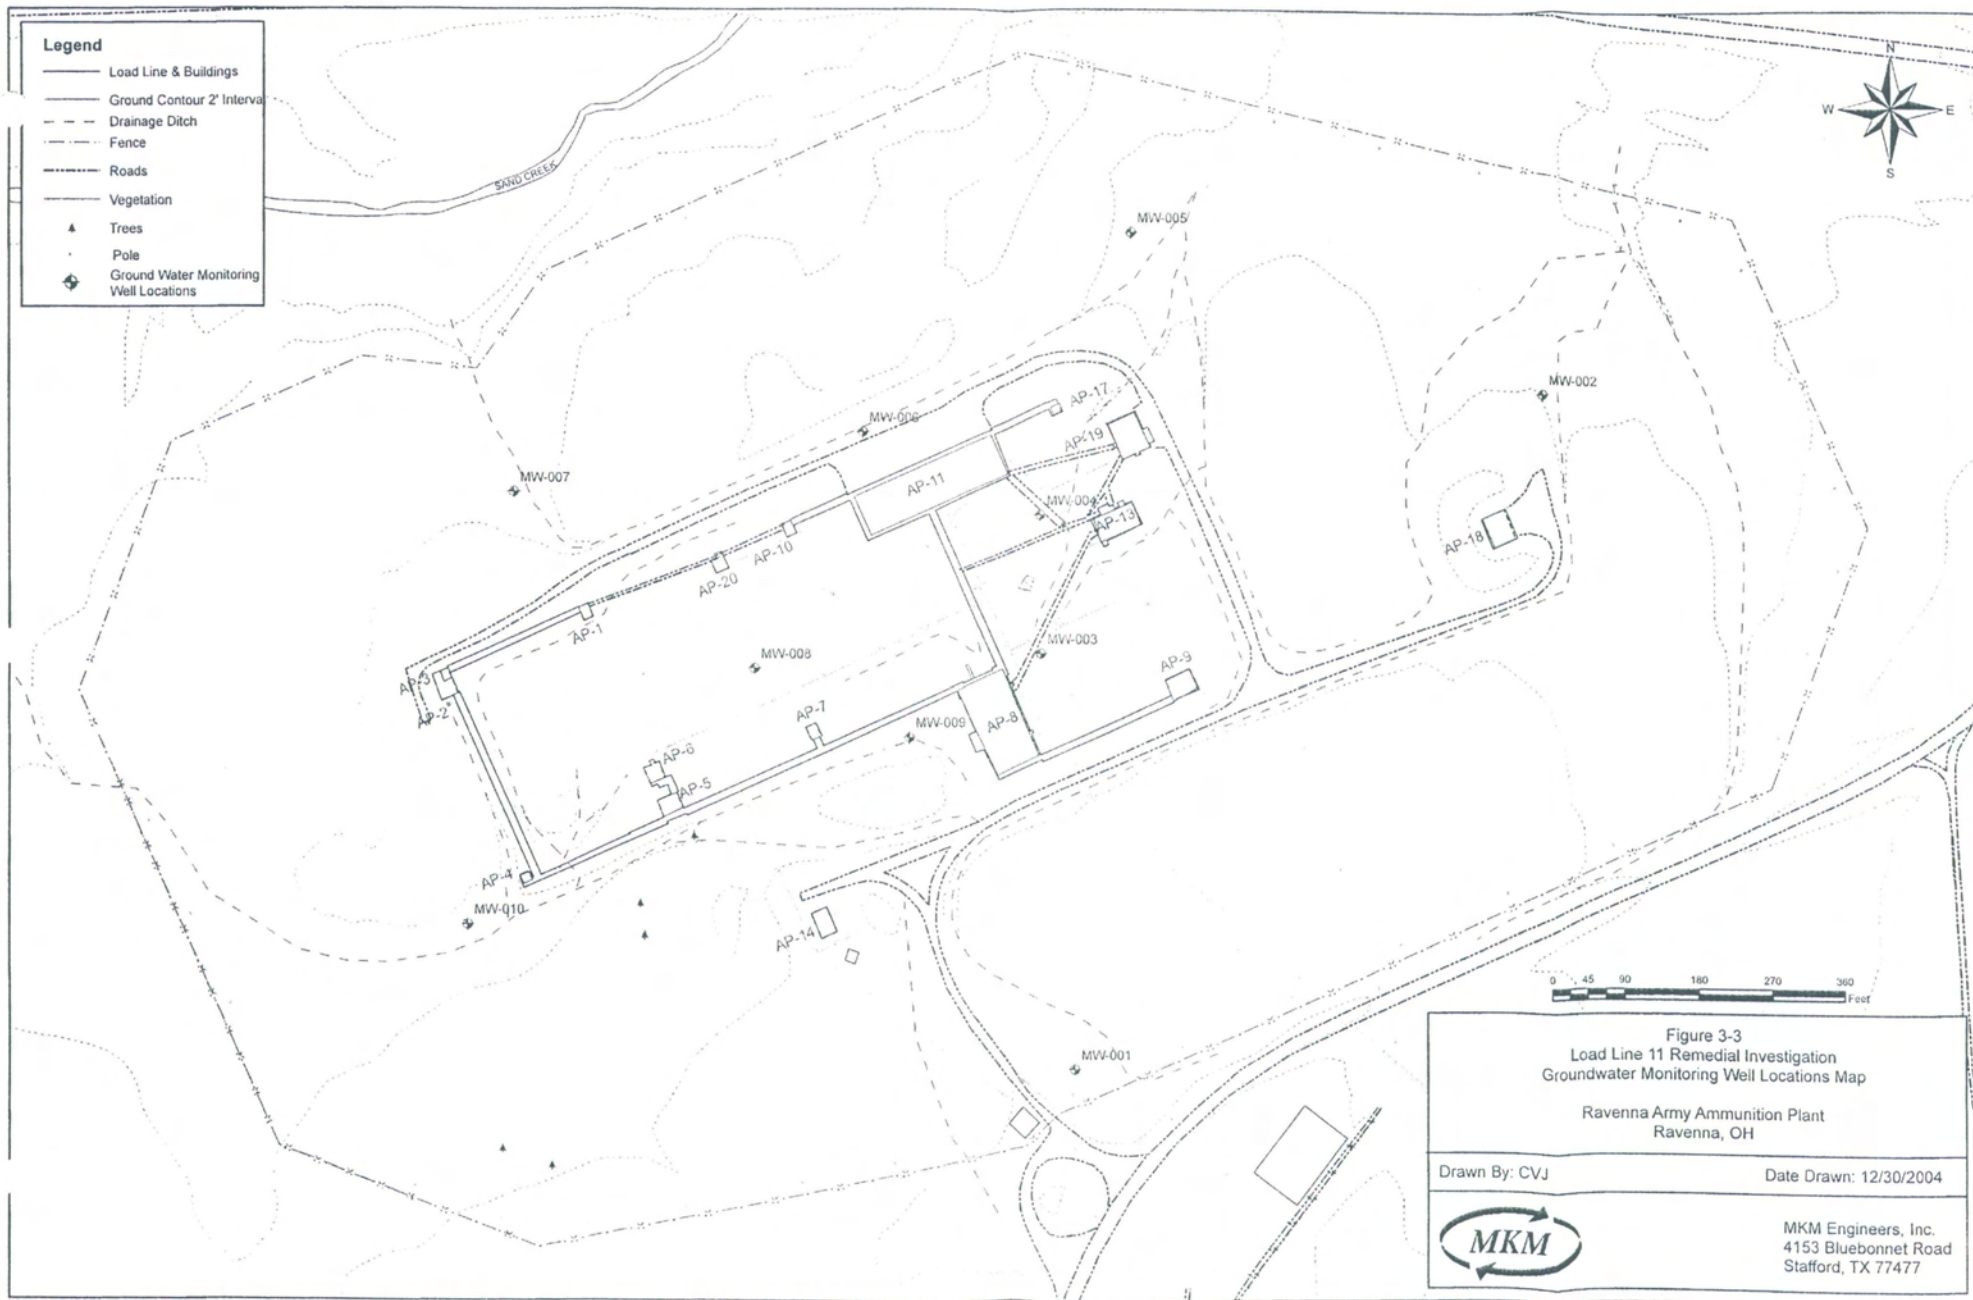 Legend
Load Line & Buildings
Ground Contour 2' Interva
Drainage Ditch
Fence
Roads
Vegetation
Trees
Pole
Ground Water Monitoring
Well Locations
N
W E
S
SAND CREEK
MW-005
MW-002
AP-17
MW-006
AP-19
MW-007
AP-11
MW-004
AP-13
AP-18
AP-10
AP-20
AP-1
MW-003
MW-008
AP-9
AP-3
AP-2
AP-7
MW-009
AP-8
AP-6
AP-5
AP-4
MW-010
AP-14
MW-001
0 45 90 180 270 360
Feet
Figure 3-3
Load Line 11 Remedial Investigation
Groundwater Monitoring Well Locations Map
Ravenna Army Ammunition Plant
Ravenna, OH
Drawn By: CVJ Date Drawn: 12/30/2004
MKM
MKM Engineers, Inc.
4153 Bluebonnet Road
Stafford, TX 77477